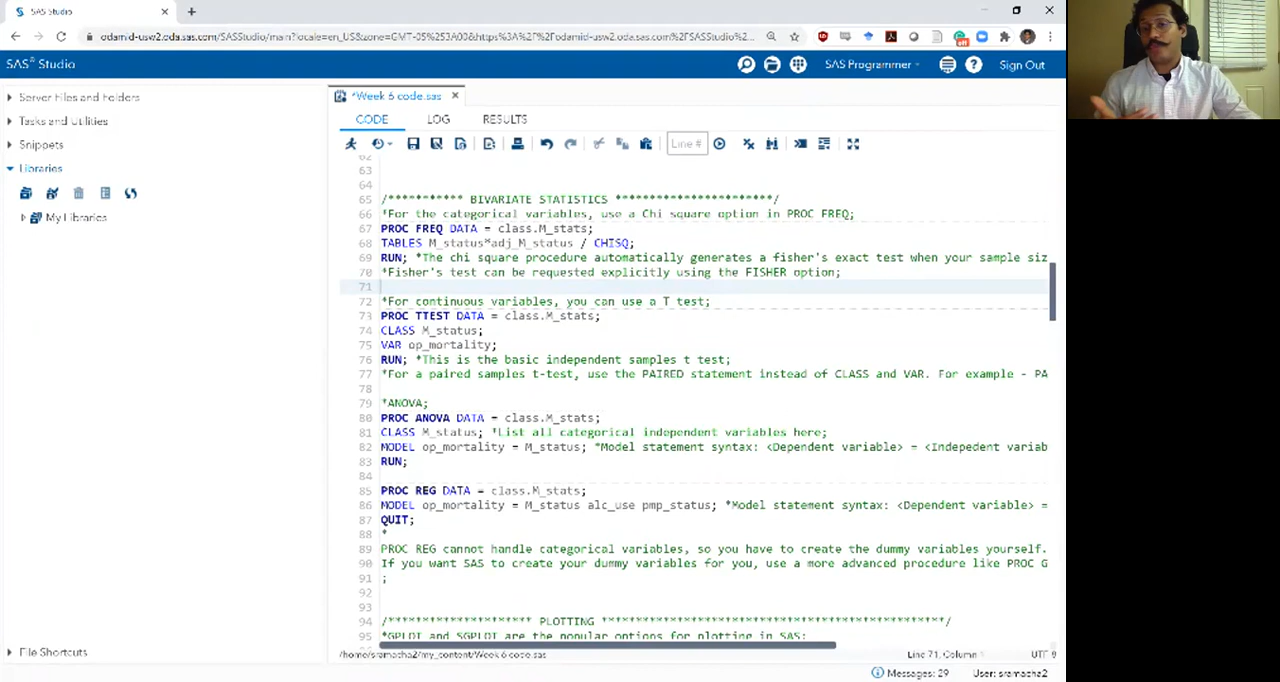 SAS Studio
odamid-usw2.oda.sas.com/SASStudio/main?locale=en_US&zone=GMT-05%253A00&https%3A%2F%2Fodamid-usw2.oda.sas.com%2FSASStudio%2...
SAS® Studio
SAS Programmer
Sign Out
Server Files and Folders
Tasks and Utilities
Snippets
Libraries
My Libraries
File Shortcuts
*Week 6 code.sas
CODE LOG RESULTS
Line #
62
63
64
65 /*********** BIVARIATE STATISTICS ***********************/
66 *For the categorical variables, use a Chi square option in PROC FREQ;
67 PROC FREQ DATA = class.M_stats;
68 TABLES M_status*adj_M_status / CHISQ;
69 RUN; *The chi square procedure automatically generates a fisher's exact test when your sample siz
70 *Fisher's test can be requested explicitly using the FISHER option;
71
72 *For continuous variables, you can use a T test;
73 PROC TTEST DATA = class.M_stats;
74 CLASS M_status;
75 VAR op_mortality;
76 RUN; *This is the basic independent samples t test;
77 *For a paired samples t-test, use the PAIRED statement instead of CLASS and VAR. For example - PA
78
79 *ANOVA;
80 PROC ANOVA DATA = class.M_stats;
81 CLASS M_status; *List all categorical independent variables here;
82 MODEL op_mortality = M_status; *Model statement syntax: <Dependent variable> = <Indepedent variab
83 RUN;
84
85 PROC REG DATA = class.M_stats;
86 MODEL op_mortality = M_status alc_use pmp_status; *Model statement syntax: <Dependent variable> =
87 QUIT;
88 *
89 PROC REG cannot handle categorical variables, so you have to create the dummy variables yourself.
90 If you want SAS to create your dummy variables for you, use a more advanced procedure like PROC G
91 ;
92
93
94 /********************* PLOTTING *************************************************/
95 *GPLOT and SGPLOT are the popular options for plotting in SAS;
/home/sramacha2/my_content/Week 6 code.sas
Line 71, Column 1
UTF-8
Messages: 29
User: sramacha2